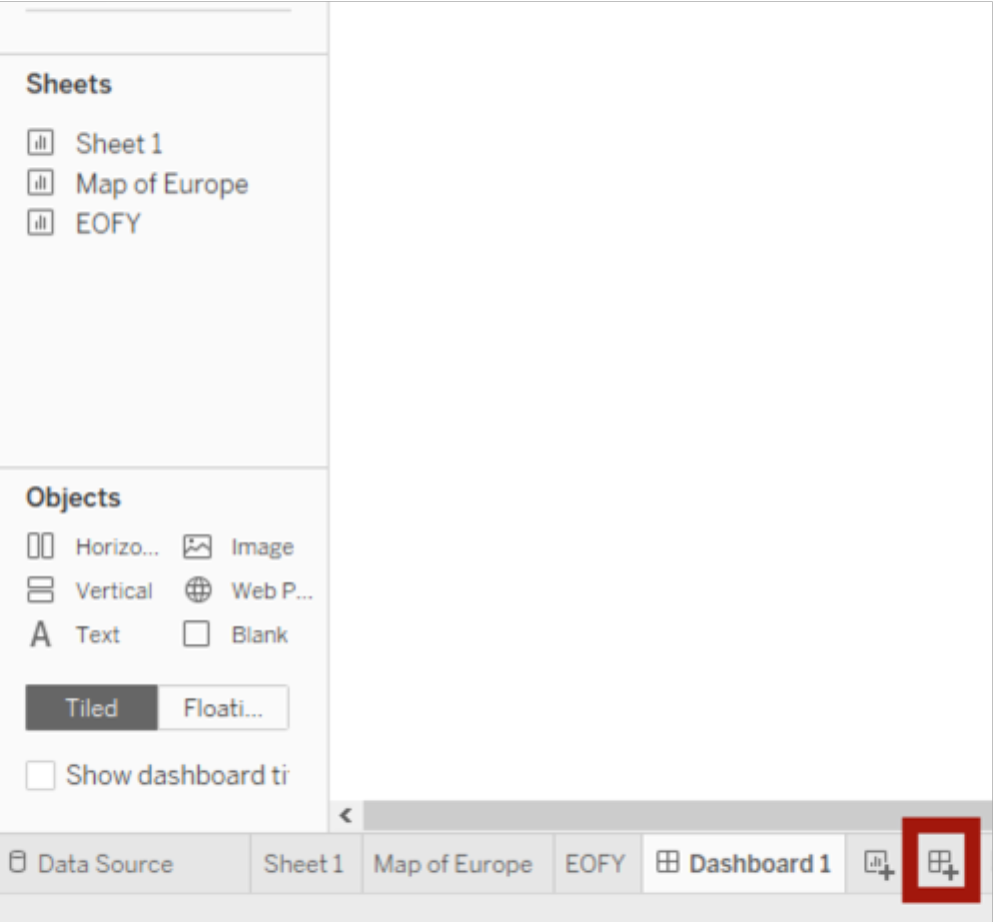 Sheets
Sheet 1
Map of Europe
EOFY
Objects
Horizo... Image
Vertical Web P...
A Text Blank
Tiled Floati...
Show dashboard ti
Data Source Sheet 1 Map of Europe EOFY Dashboard 1